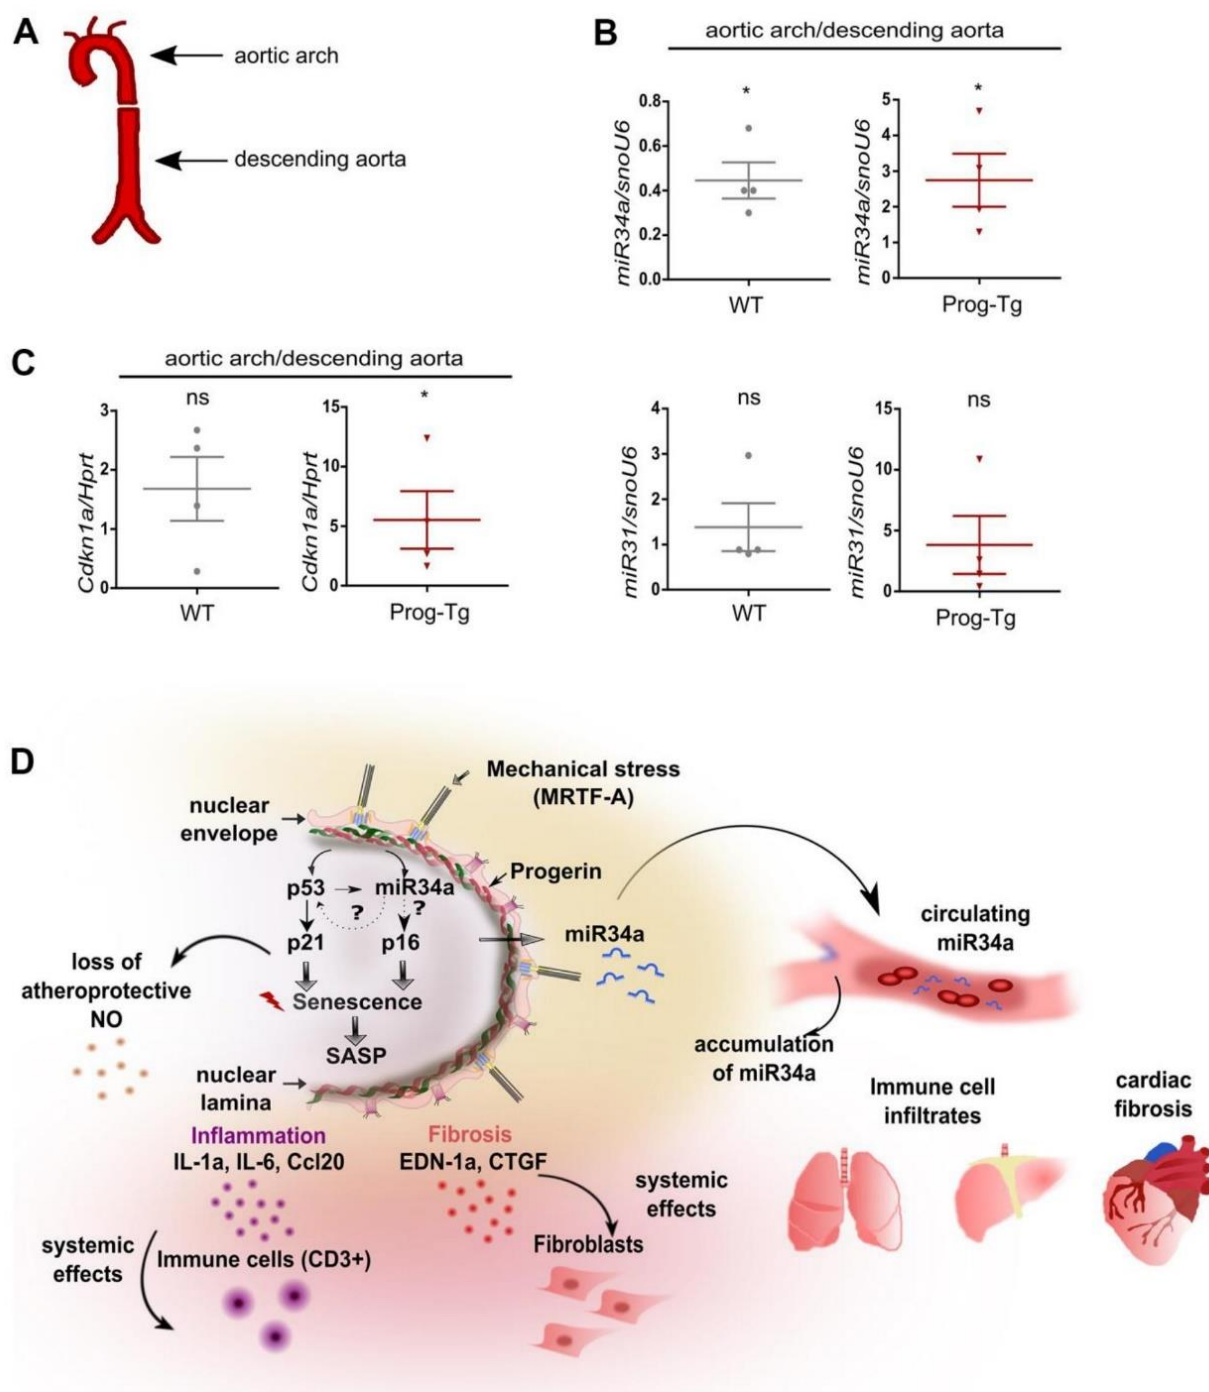 A
aortic arch
descending aorta
B
aortic arch/descending aorta
miR34a/snoU6
0.8
0.6
0.4
0.2
0.0
*
WT
miR34a/snoU6
5
4
3
2
1
0
*
Prog-Tg
C
aortic arch/descending aorta
Cdkn1a/Hprt
3
2
1
0
ns
WT
Cdkn1a/Hprt
15
10
5
0
*
Prog-Tg
miR31/snoU6
4
3
2
1
0
ns
WT
miR31/snoU6
15
10
5
0
ns
Prog-Tg
D
nuclear
envelope
Mechanical stress
(MRTF-A)
Progerin
p53
miR34a
?
?
p21
p16
Senescence
SASP
loss of
atheroprotective
NO
nuclear
lamina
miR34a
circulating
miR34a
accumulation
of miR34a
Inflammation
IL-1a, IL-6, Ccl20
Fibrosis
EDN-1a, CTGF
systemic
effects
Immune cells (CD3+)
systemic
effects
Fibroblasts
Immune cell
infiltrates
cardiac
fibrosis